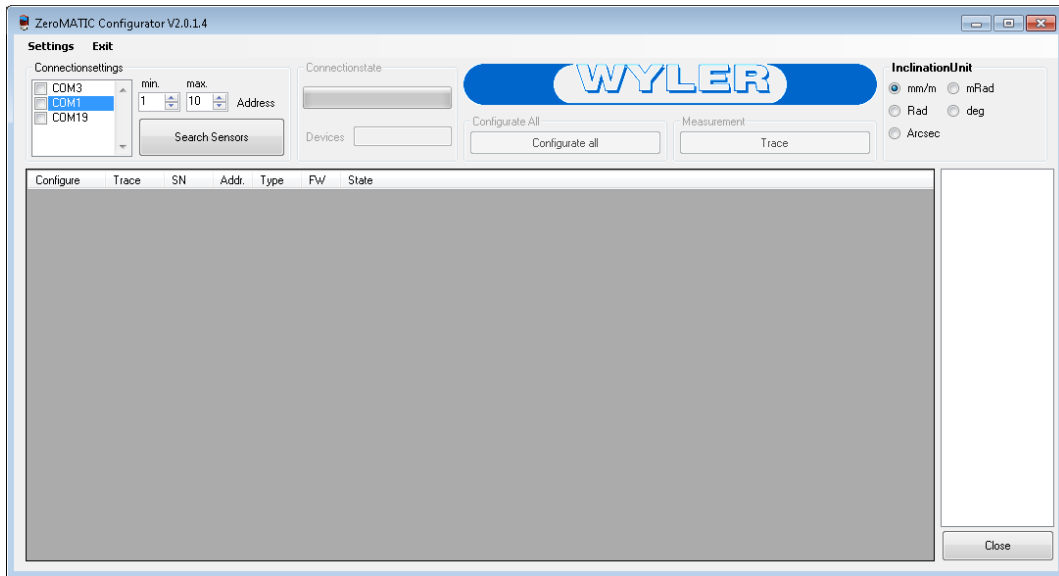 ZeroMATIC Configurator V2.0.1.4
Settings Exit
Connectionsettings
COM3
COM1
COM19
min. max.
1 10 Address
Search Sensors
Connectionstate
Devices
WYLER
Configurate All
Configurate all
Measurement
Trace
InclinationUnit
mm/m mRad
Rad deg
Arcsec
Configure Trace SN Addr. Type FW State
Close